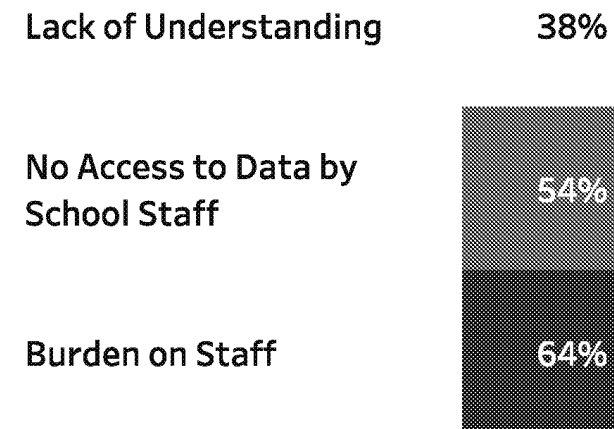 Lack of Understanding 38%
No Access to Data by
School Staff 54%
Burden on Staff 64%